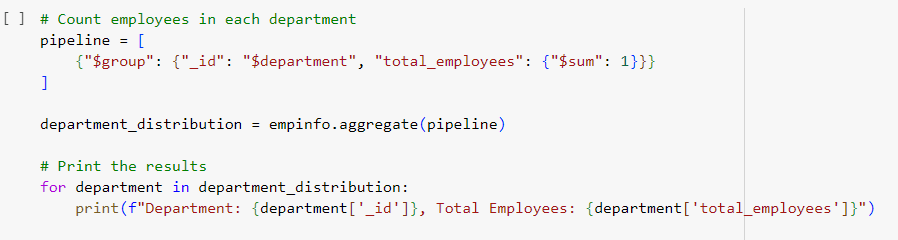 [ ] # Count employees in each department
pipeline = [
    {"$group": {"_id": "$department", "total_employees": {"$sum": 1}}}
]
department_distribution = empinfo.aggregate(pipeline)
# Print the results
for department in department_distribution:
    print(f"Department: {department['_id']}, Total Employees: {department['total_employees']}")